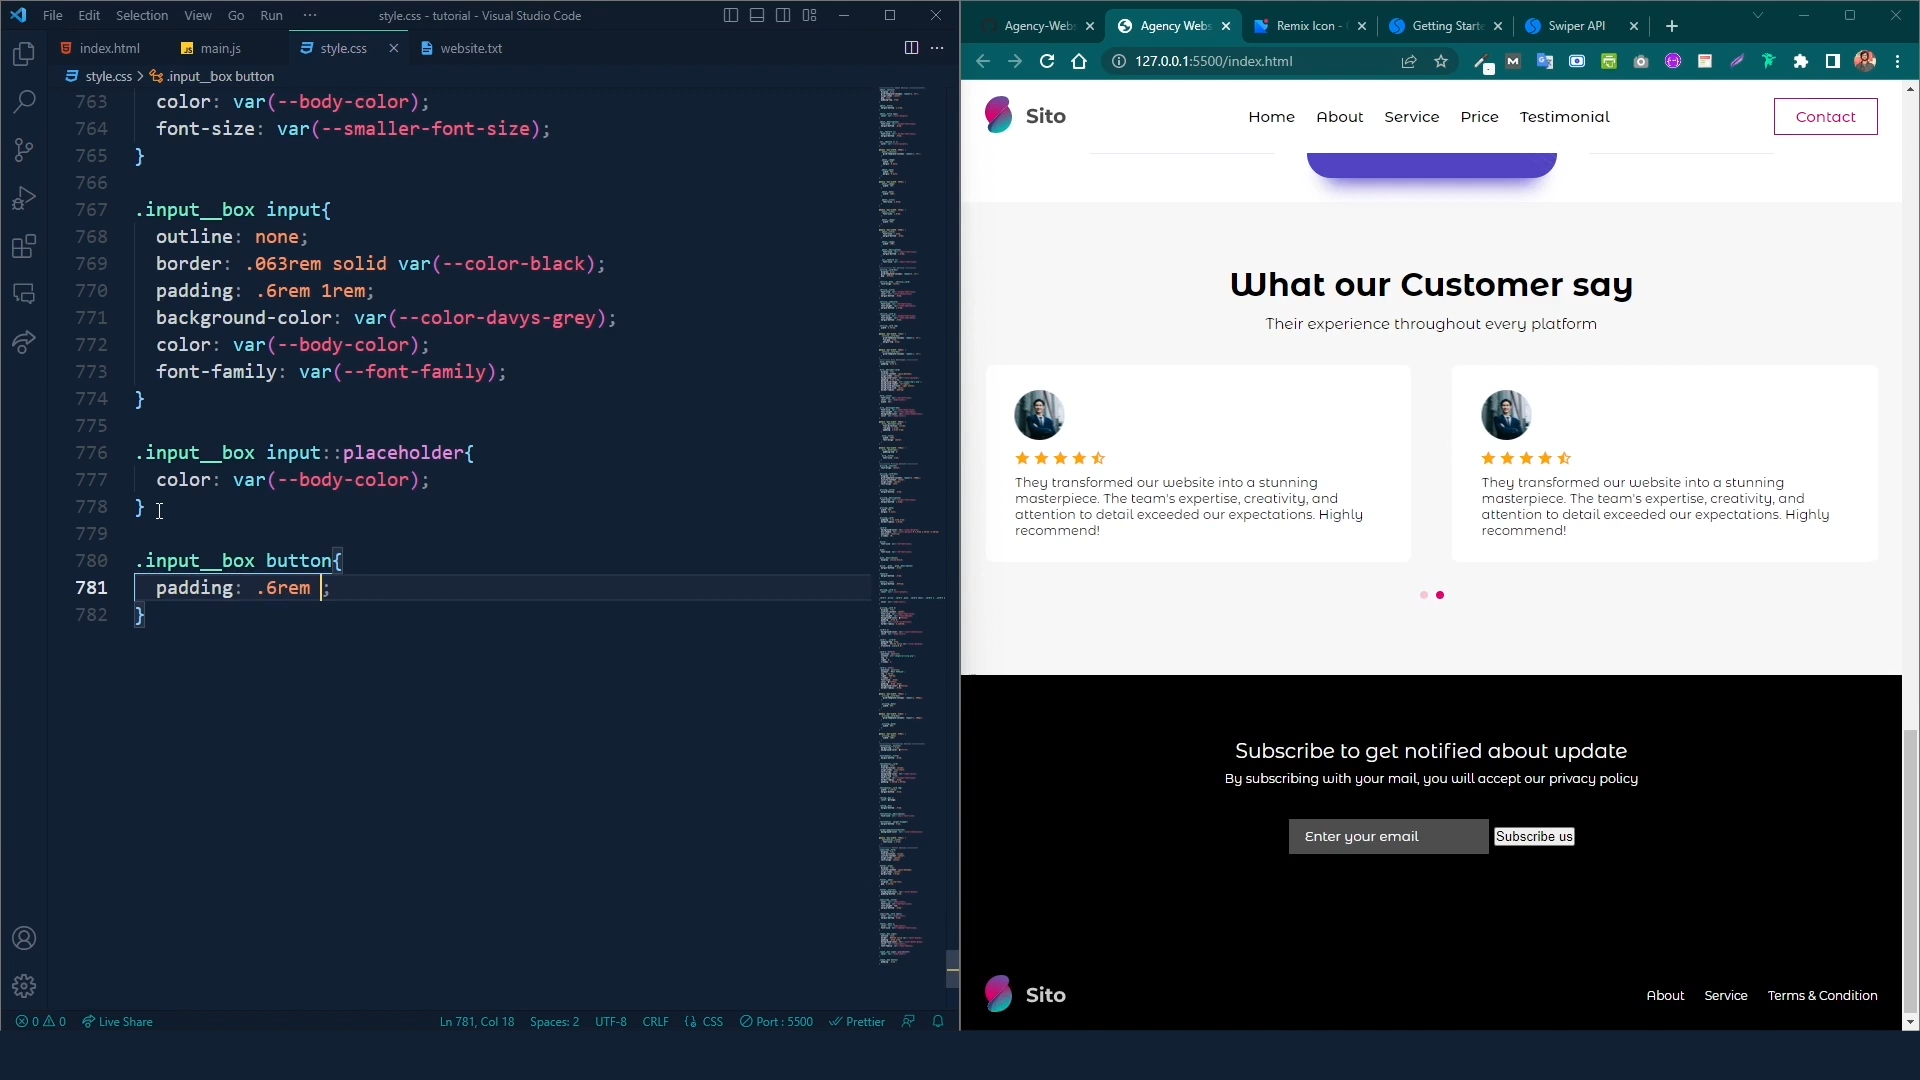 File Edit Selection View Go Run ··· style.css - tutorial - Visual Studio Code
index.html main.js style.css website.txt
style.css > .input__box button
763 color: var(--body-color);
764 font-size: var(--smaller-font-size);
765 }
766
767 .input__box input{
768 outline: none;
769 border: .063rem solid var(--color-black);
770 padding: .6rem 1rem;
771 background-color: var(--color-davys-grey);
772 color: var(--body-color);
773 font-family: var(--font-family);
774 }
775
776 .input__box input::placeholder{
777 color: var(--body-color);
778 }
779
780 .input__box button{
781 padding: .6rem ;
782 }
0 0 Live Share Ln 781, Col 18 Spaces: 2 UTF-8 CRLF {} CSS Port : 5500 Prettier
Agency-Webs Agency Webs Remix Icon - Getting Starte Swiper API
127.0.0.1:5500/index.html
Sito Home About Service Price Testimonial Contact
What our Customer say
Their experience throughout every platform
They transformed our website into a stunning
masterpiece. The team's expertise, creativity, and
attention to detail exceeded our expectations. Highly
recommend!
They transformed our website into a stunning
masterpiece. The team's expertise, creativity, and
attention to detail exceeded our expectations. Highly
recommend!
Subscribe to get notified about update
By subscribing with your mail, you will accept our privacy policy
Enter your email Subscribe us
Sito About Service Terms & Condition